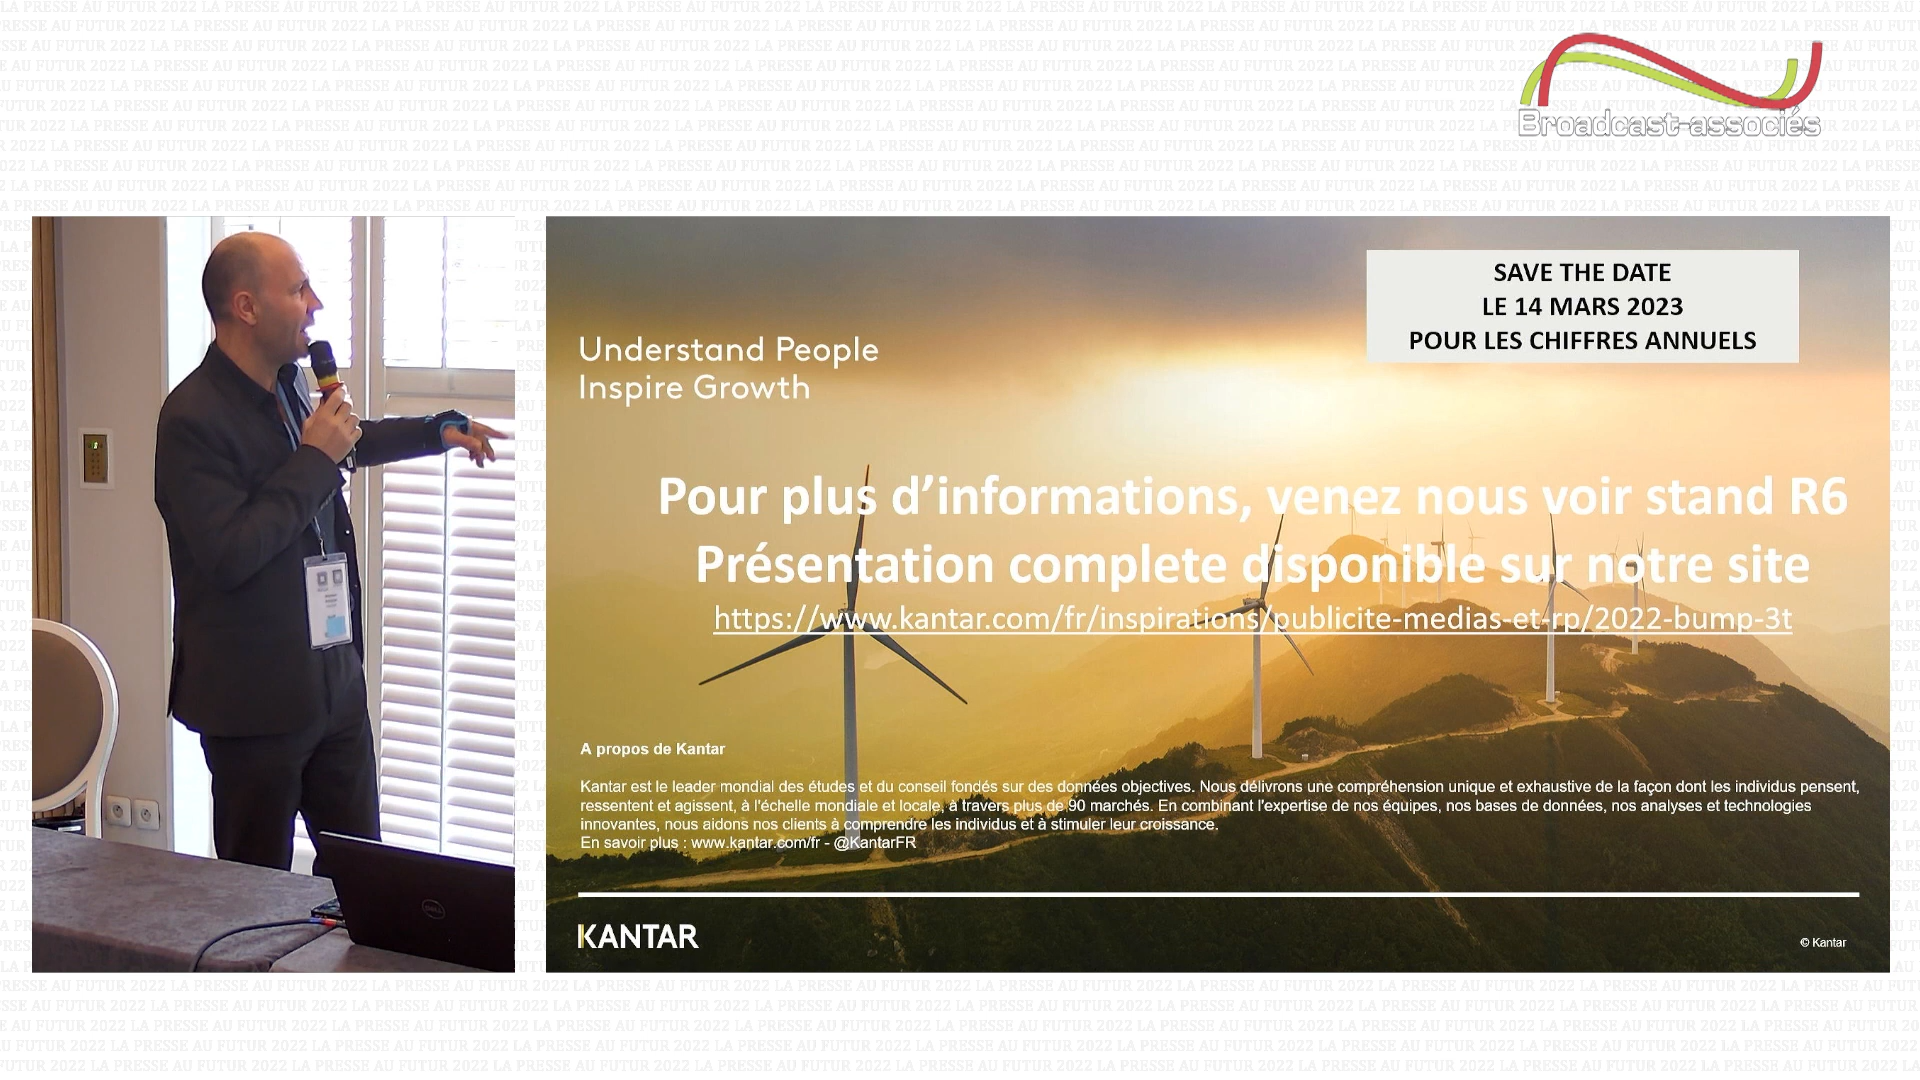 LA PRESSE AU FUTUR 2022
Broadcast-associés
SAVE THE DATE
LE 14 MARS 2023
POUR LES CHIFFRES ANNUELS
Understand People
Inspire Growth
Pour plus d’informations, venez nous voir stand R6
Présentation complete disponible sur notre site
https://www.kantar.com/fr/inspirations/publicite-medias-et-rp/2022-bump-3t
A propos de Kantar
Kantar est le leader mondial des études et du conseil fondés sur des données objectives. Nous délivrons une compréhension unique et exhaustive de la façon dont les individus pensent,
ressentent et agissent, à l'échelle mondiale et locale, à travers plus de 90 marchés. En combinant l'expertise de nos équipes, nos bases de données, nos analyses et technologies
innovantes, nous aidons nos clients à comprendre les individus et à stimuler leur croissance.
En savoir plus : www.kantar.com/fr - @KantarFR
KANTAR
© Kantar
DELL